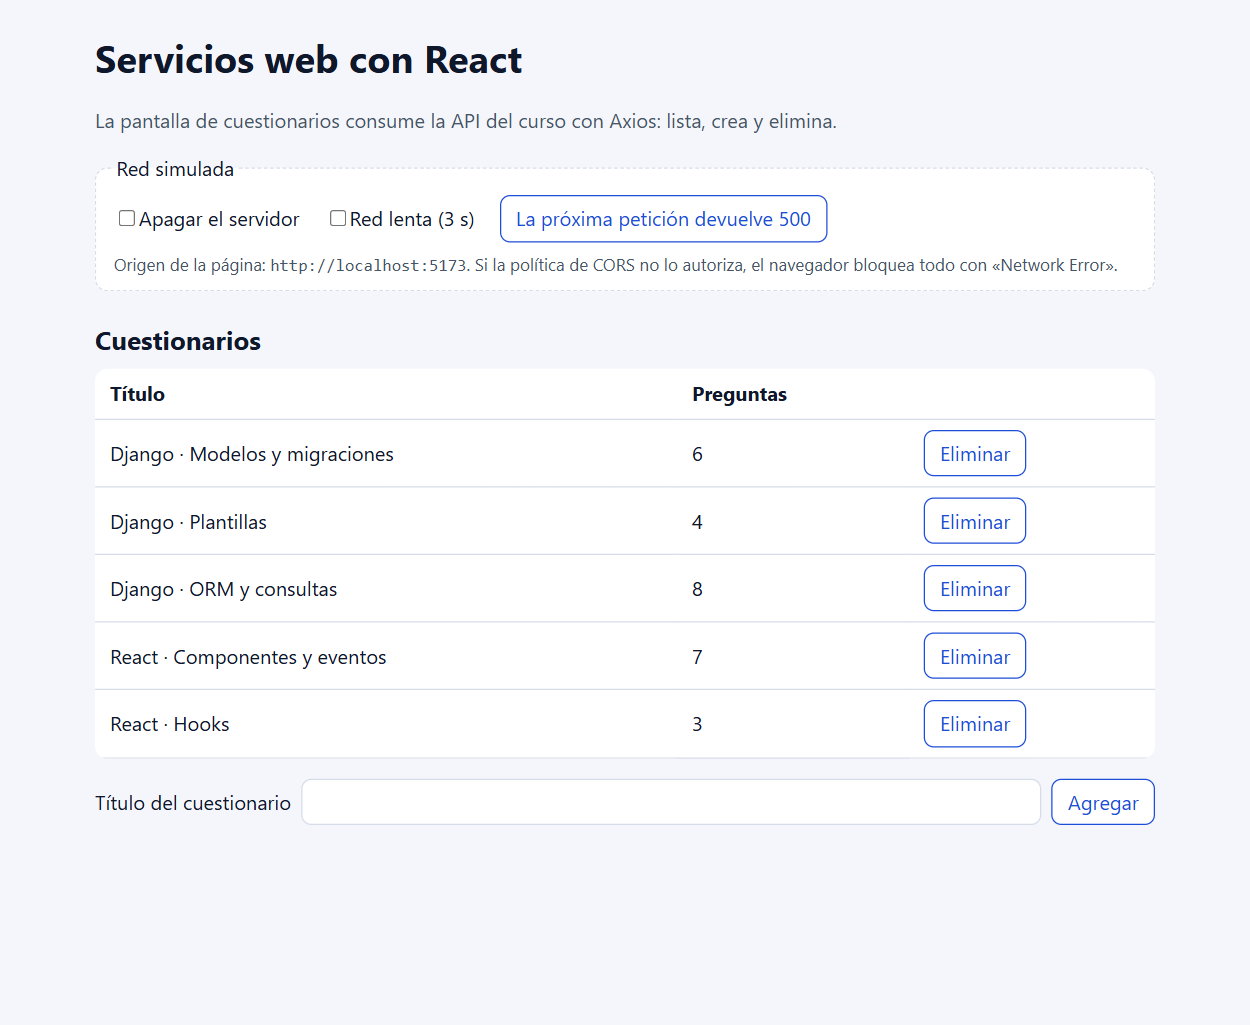 Servicios web con React
La pantalla de cuestionarios consume la API del curso con Axios: lista, crea y elimina.
Red simulada
Apagar el servidor Red lenta (3 s) La próxima petición devuelve 500
Origen de la página: http://localhost:5173. Si la política de CORS no lo autoriza, el navegador bloquea todo con «Network Error».
Cuestionarios
Título Preguntas
Django · Modelos y migraciones 6 Eliminar
Django · Plantillas 4 Eliminar
Django · ORM y consultas 8 Eliminar
React · Componentes y eventos 7 Eliminar
React · Hooks 3 Eliminar
Título del cuestionario Agregar